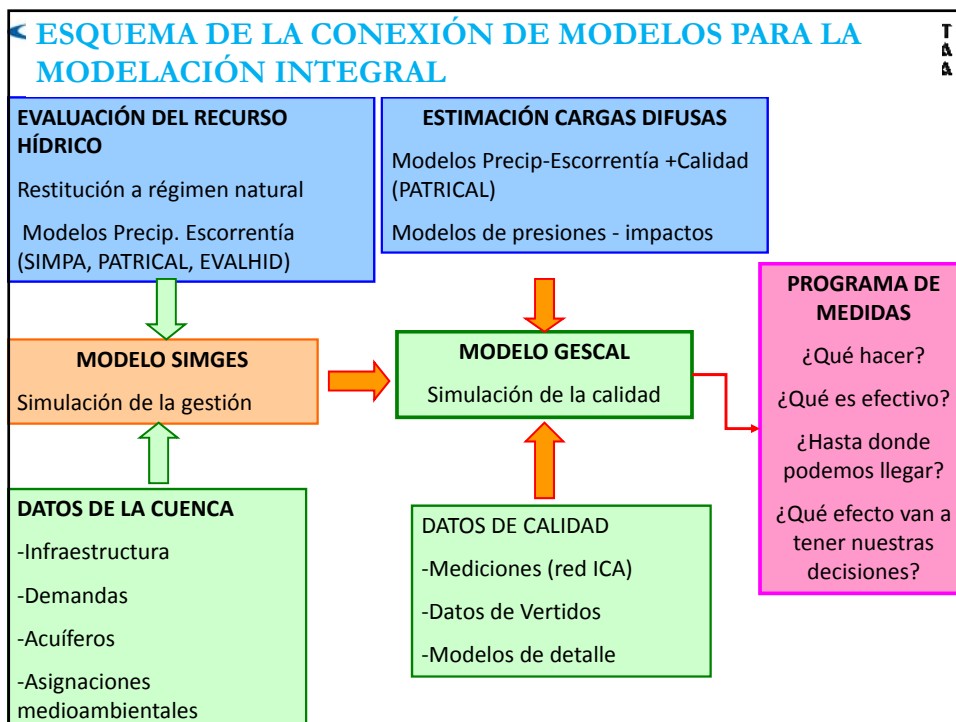 ESQUEMA DE LA CONEXIÓN DE MODELOS PARA LA
MODELACIÓN INTEGRAL
T
A
A
EVALUACIÓN DEL RECURSO
HÍDRICO
Restitución a régimen natural
Modelos Precip. Escorrentía
(SIMPA, PATRICAL, EVALHID)
ESTIMACIÓN CARGAS DIFUSAS
Modelos Precip-Escorrentía +Calidad
(PATRICAL)
Modelos de presiones - impactos
MODELO SIMGES
Simulación de la gestión
MODELO GESCAL
Simulación de la calidad
PROGRAMA DE
MEDIDAS
¿Qué hacer?
¿Qué es efectivo?
¿Hasta donde
podemos llegar?
¿Qué efecto van a
tener nuestras
decisiones?
DATOS DE LA CUENCA
-Infraestructura
-Demandas
-Acuíferos
-Asignaciones
medioambientales
DATOS DE CALIDAD
-Mediciones (red ICA)
-Datos de Vertidos
-Modelos de detalle